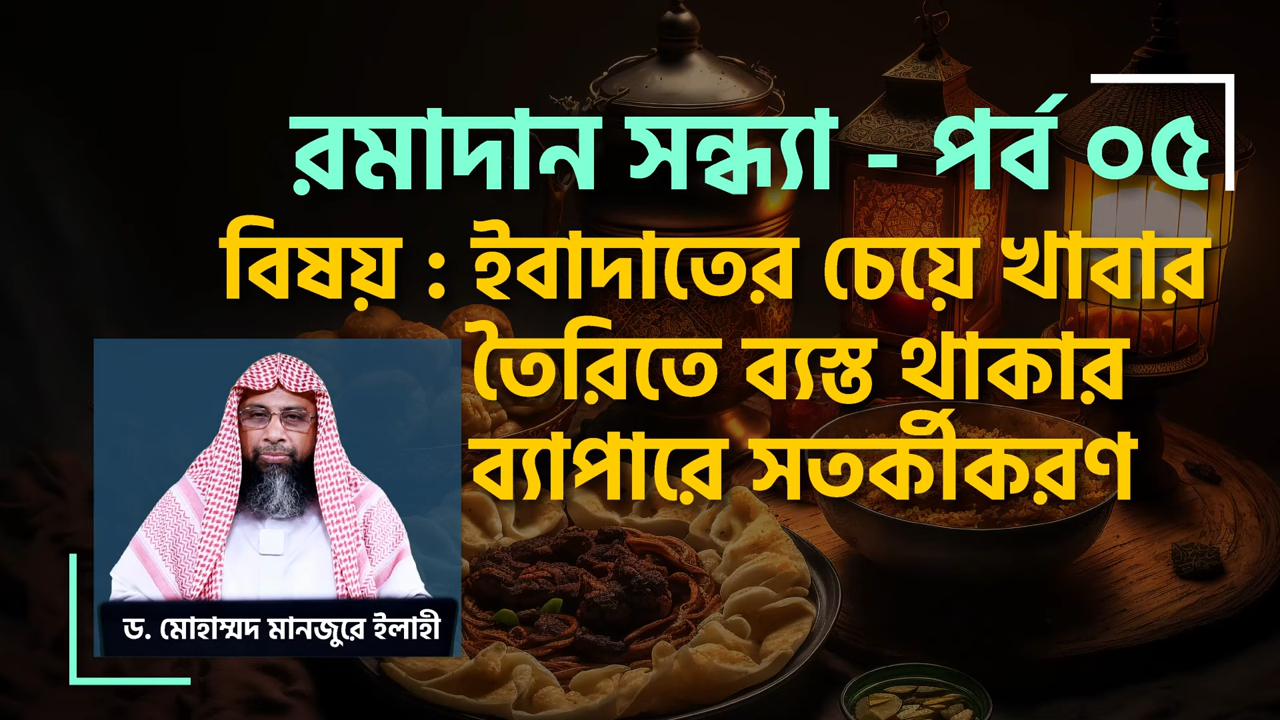 রমাদান সন্ধ্যা - পর্ব ০৫
বিষয় : ইবাদাতের চেয়ে খাবার
তৈরিতে ব্যস্ত থাকার
ব্যাপারে সতর্কীকরণ
ড. মোহাম্মদ মানজুরে ইলাহী